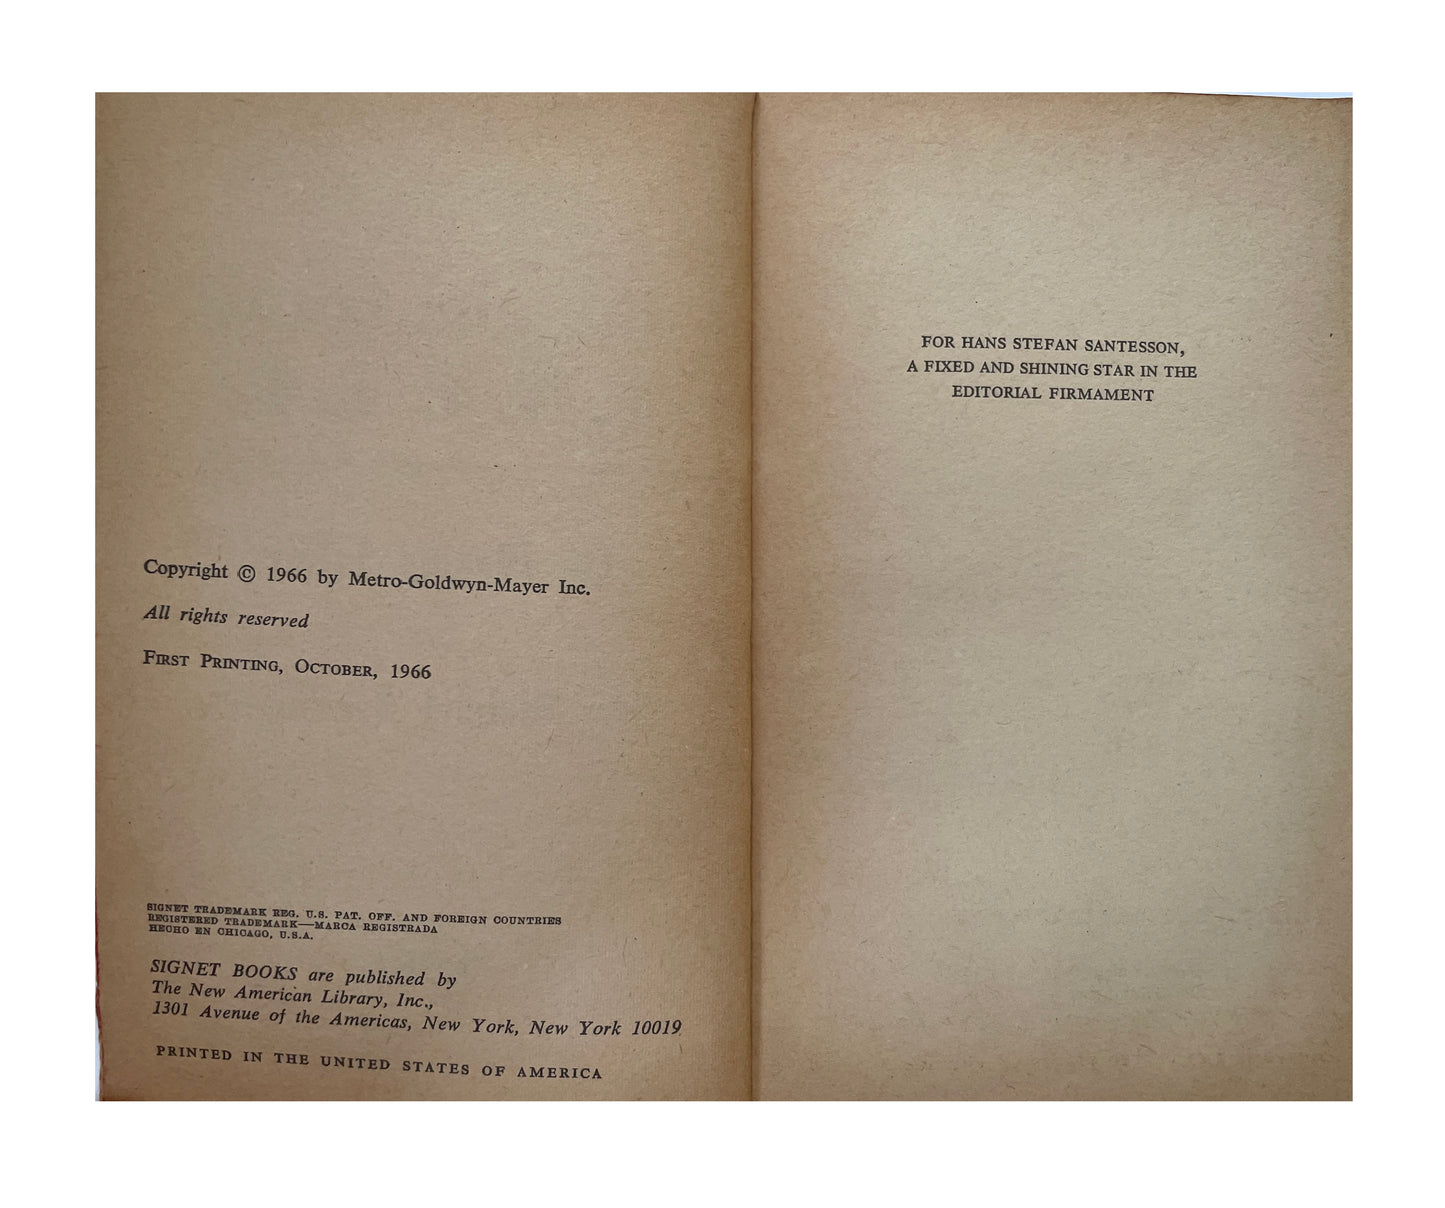 Copyright © 1966 by Metro-Goldwyn-Mayer Inc.
All rights reserved
First Printing, October, 1966
SIGNET TRADEMARK REG. U.S. PAT. OFF. AND FOREIGN COUNTRIES
REGISTERED TRADEMARK—MARCA REGISTRADA
HECHO EN CHICAGO, U.S.A.
SIGNET BOOKS are published by
The New American Library, Inc.,
1301 Avenue of the Americas, New York, New York 10019
PRINTED IN THE UNITED STATES OF AMERICA
FOR HANS STEFAN SANTESSON,
A FIXED AND SHINING STAR IN THE
EDITORIAL FIRMAMENT